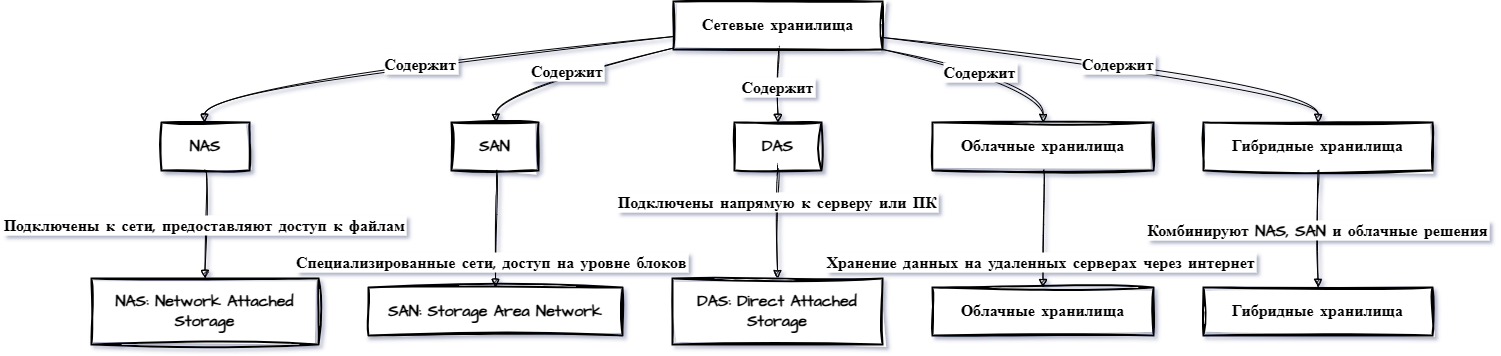 Сетевые хранилища
Содержит
Содержит
Содержит
Содержит
Содержит
NAS
SAN
DAS
Облачные хранилища
Гибридные хранилища
Подключены к сети, предоставляют доступ к файлам
Специализированные сети, доступ на уровне блоков
Подключены напрямую к серверу или ПК
Хранение данных на удаленных серверах через интернет
Комбинируют NAS, SAN и облачные решения
NAS: Network Attached
Storage
SAN: Storage Area Network
DAS: Direct Attached
Storage
Облачные хранилища
Гибридные хранилища